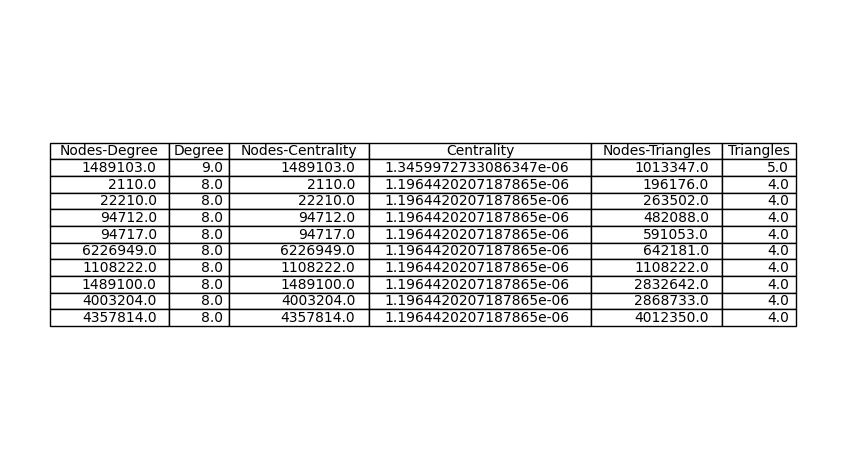 Nodes-Degree Degree Nodes-Centrality Centrality Nodes-Triangles Triangles
1489103.0 9.0 1489103.0 1.3459972733086347e-06 1013347.0 5.0
2110.0 8.0 2110.0 1.1964420207187865e-06 196176.0 4.0
22210.0 8.0 22210.0 1.1964420207187865e-06 263502.0 4.0
94712.0 8.0 94712.0 1.1964420207187865e-06 482088.0 4.0
94717.0 8.0 94717.0 1.1964420207187865e-06 591053.0 4.0
6226949.0 8.0 6226949.0 1.1964420207187865e-06 642181.0 4.0
1108222.0 8.0 1108222.0 1.1964420207187865e-06 1108222.0 4.0
1489100.0 8.0 1489100.0 1.1964420207187865e-06 2832642.0 4.0
4003204.0 8.0 4003204.0 1.1964420207187865e-06 2868733.0 4.0
4357814.0 8.0 4357814.0 1.1964420207187865e-06 4012350.0 4.0